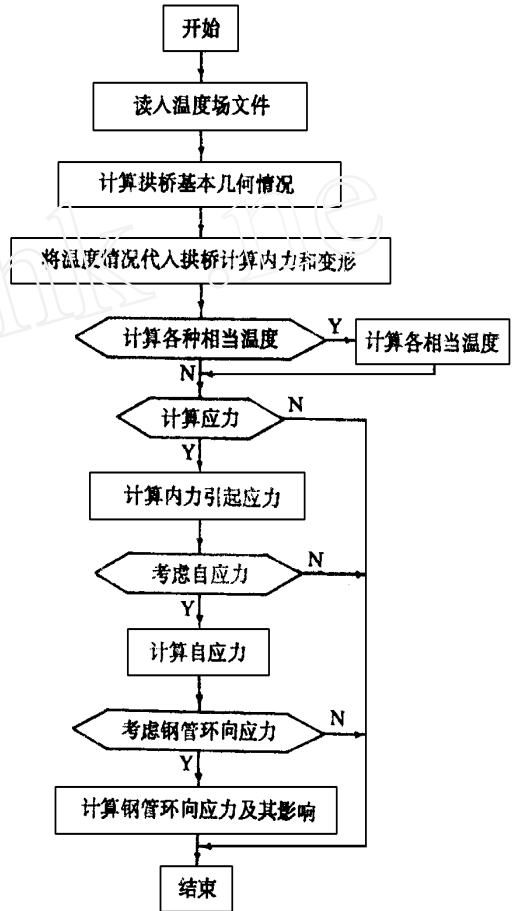 开始
读入温度场文件
计算拱桥基本几何情况
将温度情况代入拱桥计算内力和变形
计算各种相当温度
Y
计算各相当温度
N
计算应力
N
Y
计算内力引起应力
考虑自应力
N
Y
计算自应力
考虑钢管环向应力
N
Y
计算钢管环向应力及其影响
结束